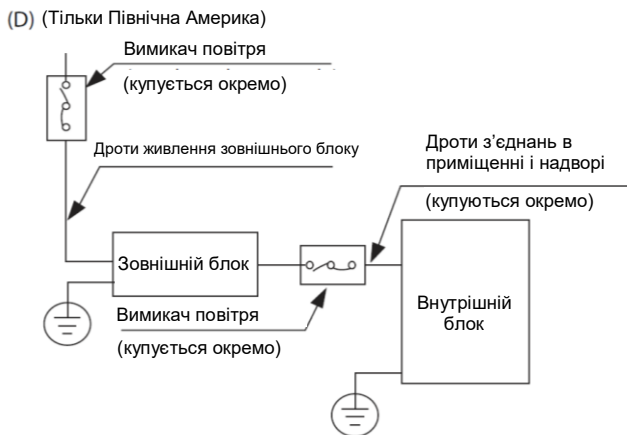 (D) (Тільки Північна Америка)
Вимикач повітря
(купується окремо)
Дроти живлення зовнішнього блоку
Дроти з’єднань в
приміщенні і надворі
(купуються окремо)
Зовнішній блок
Внутрішній
блок
Вимикач повітря
(купується окремо)